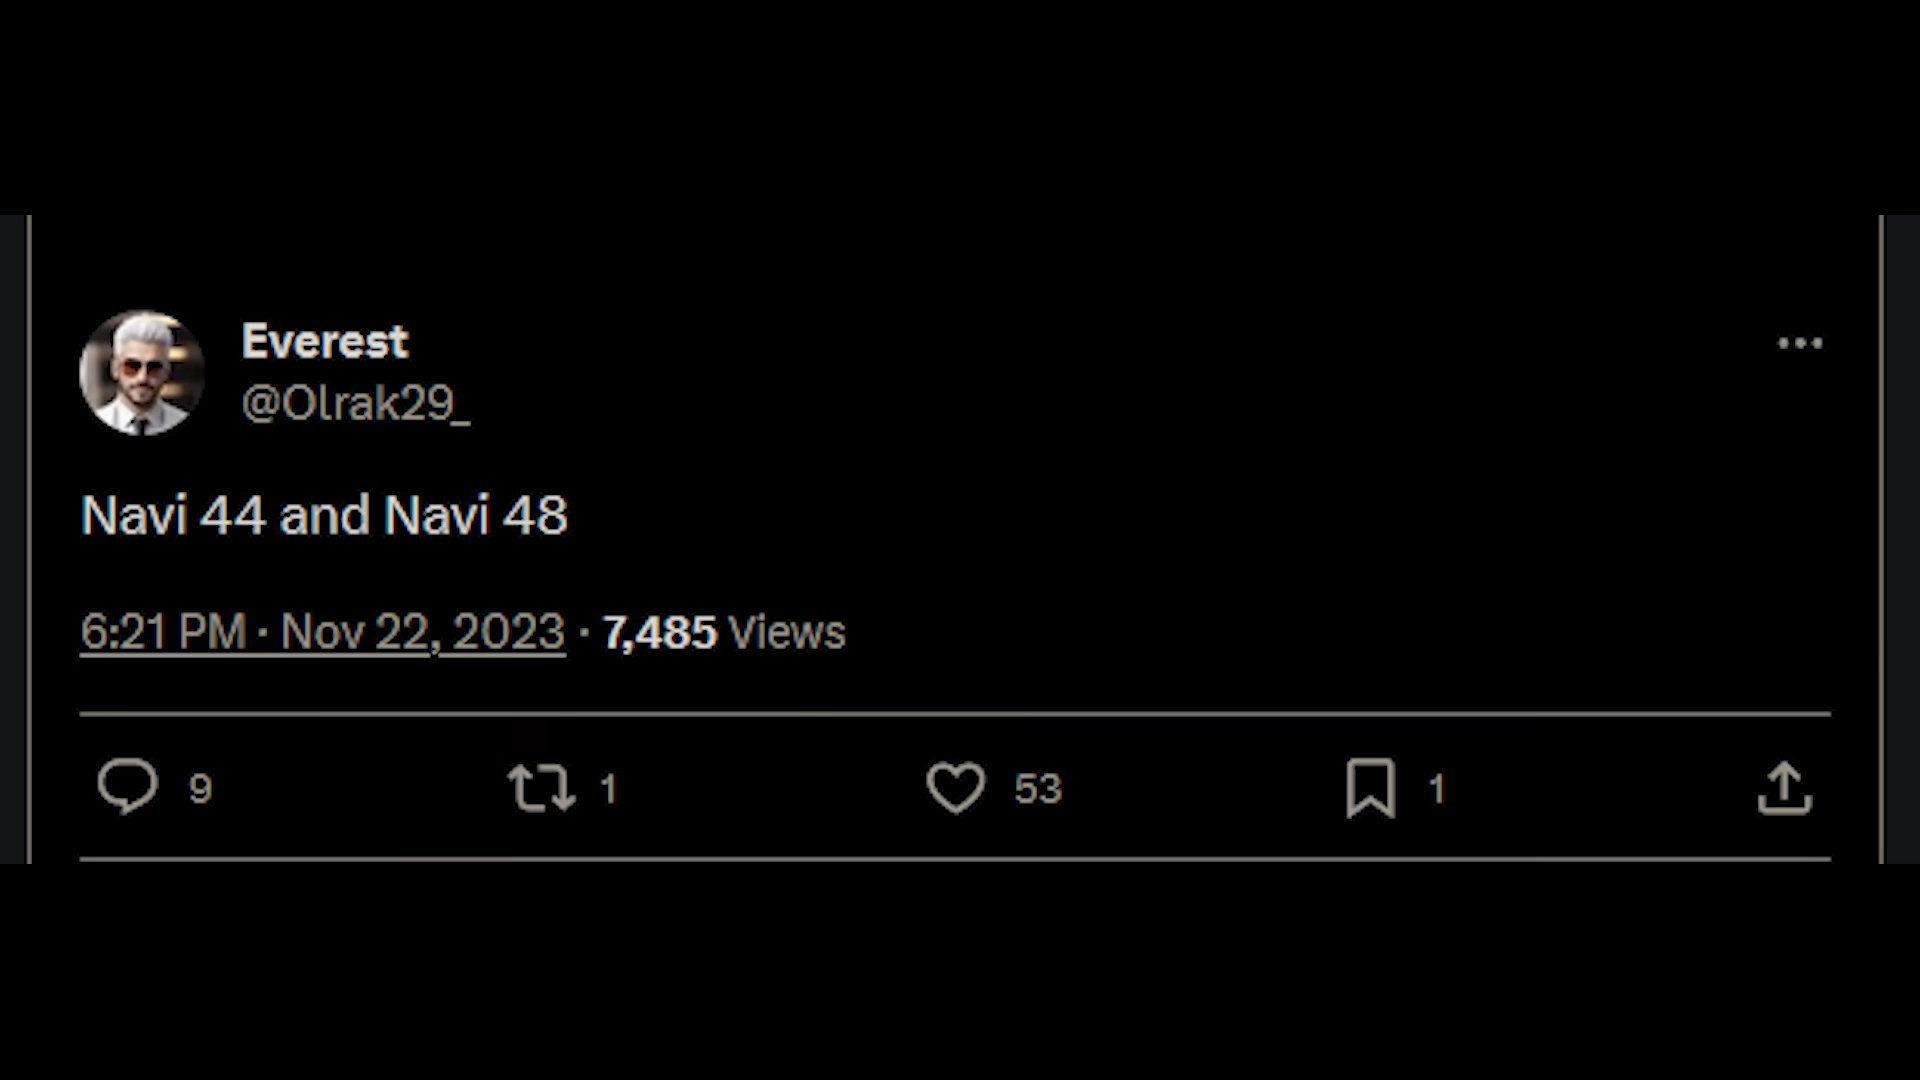 Everest
@Olrak29_
Navi 44 and Navi 48
6:21 PM · Nov 22, 2023 · 7,485 Views
9 1 53 1